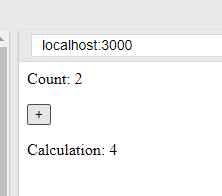 localhost:3000
Count: 2
+
Calculation: 4